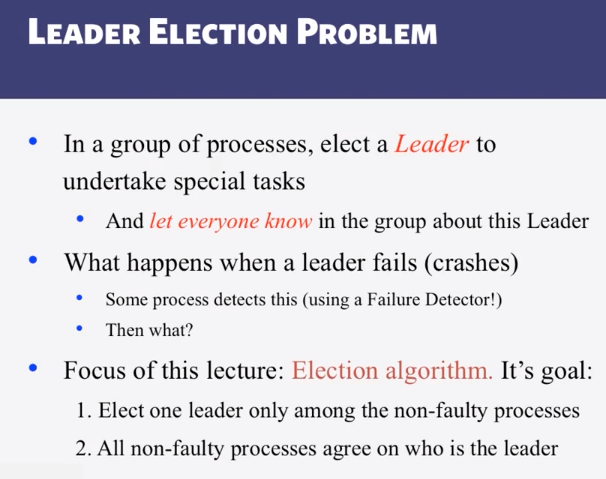 LEADER ELECTION PROBLEM
• In a group of processes, elect a Leader to
undertake special tasks
• And let everyone know in the group about this Leader
• What happens when a leader fails (crashes)
• Some process detects this (using a Failure Detector!)
• Then what?
• Focus of this lecture: Election algorithm. It's goal:
1. Elect one leader only among the non-faulty processes
2. All non-faulty processes agree on who is the leader